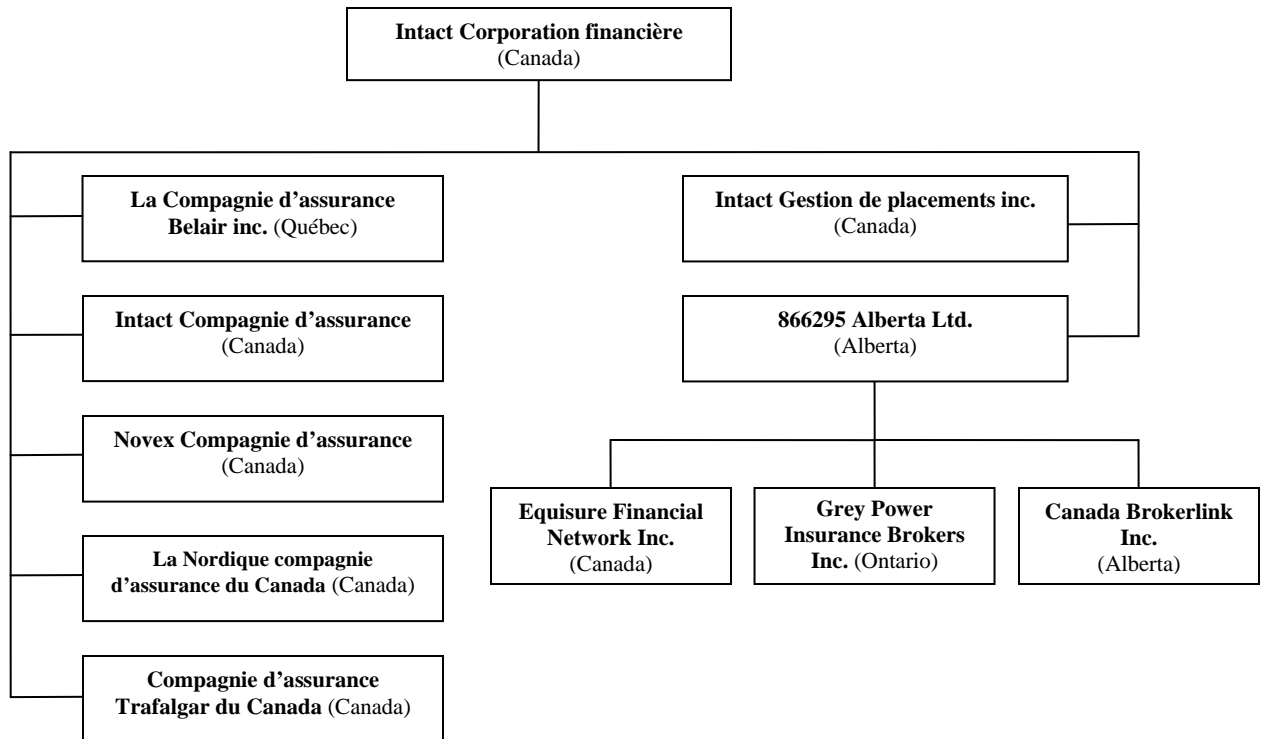 Intact Corporation financière
(Canada)
La Compagnie d’assurance
Belair inc. (Québec)
Intact Compagnie d’assurance
(Canada)
Novex Compagnie d’assurance
(Canada)
La Nordique compagnie
d’assurance du Canada (Canada)
Compagnie d’assurance
Trafalgar du Canada (Canada)
Intact Gestion de placements inc.
(Canada)
866295 Alberta Ltd.
(Alberta)
Equisure Financial
Network Inc.
(Canada)
Grey Power
Insurance Brokers
Inc. (Ontario)
Canada Brokerlink
Inc.
(Alberta)